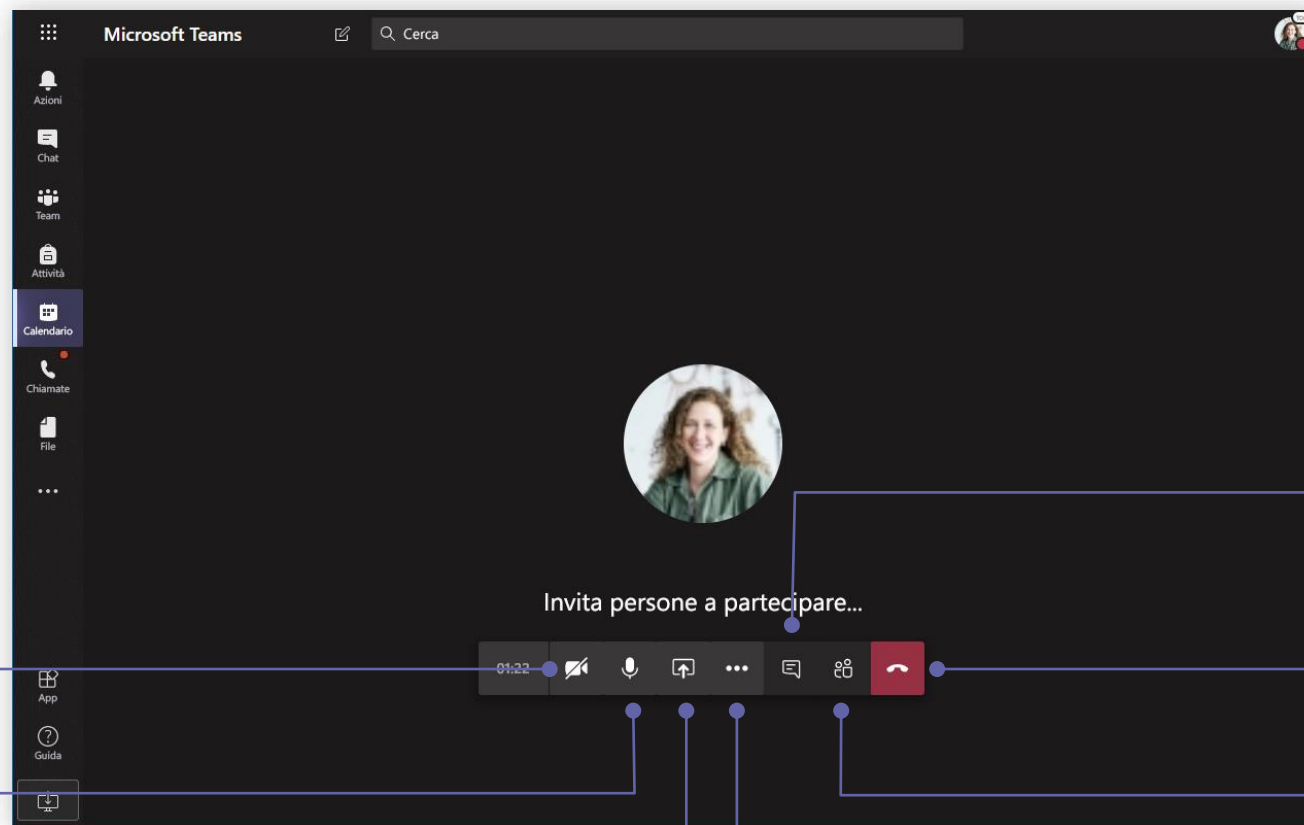 Microsoft Teams
Cerca
Azioni
Chat
Team
Attività
Calendario
Chiamate
File
Invita persone a partecipare...
01:22
App
Guida